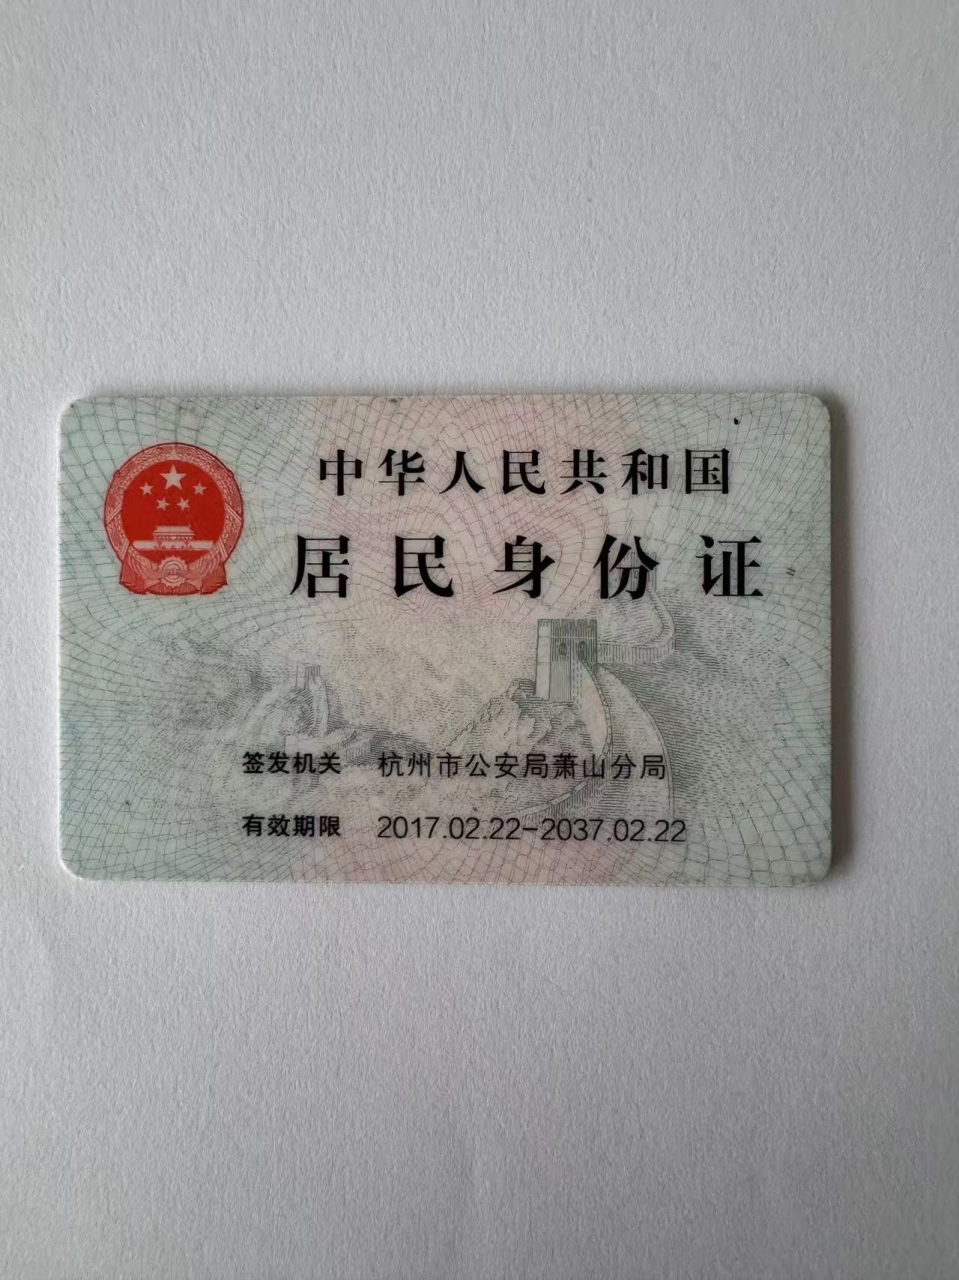 中华人民共和国
居民身份证
签发机关 杭州市公安局萧山分局
有效期限 2017.02.22-2037.02.22